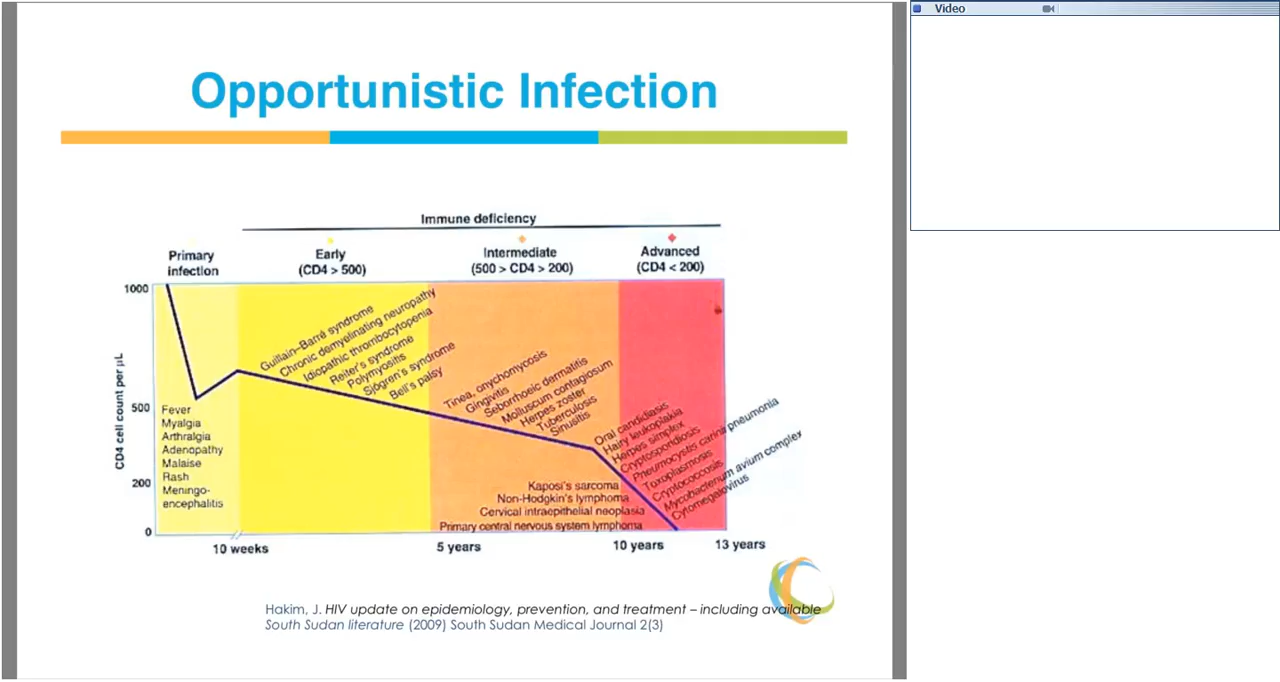 Video
Opportunistic Infection
Immune deficiency
Primary
infection
Early
(CD4 > 500)
Intermediate
(500 > CD4 > 200)
Advanced
(CD4 < 200)
CD4 cell count per µL
1000
500
200
0
Guillain–Barré syndrome
Chronic demyelinating neuropathy
Idiopathic thrombocytopenia
Reiter's syndrome
Polymyositis
Sjögren's syndrome
Bell's palsy
Tinea, onychomycosis
Gingivitis
Seborrhoeic dermatitis
Molluscum contagiosum
Herpes zoster
Tuberculosis
Sinusitis
Oral candidiasis
Hairy leukoplakia
Herpes simplex
Cryptospondiosis
Pneumocystis carina pneumonia
Toxoplasmosis
Cryptococcosis
Mycobacterium avium complex
Cytomegalovirus
Fever
Myalgia
Arthralgia
Adenopathy
Malaise
Rash
Meningo-
encephalitis
Kaposi's sarcoma
Non-Hodgkin's lymphoma
Cervical intraepithelial neoplasia
Primary central nervous system lymphoma
10 weeks
5 years
10 years
13 years
Hakim, J. HIV update on epidemiology, prevention, and treatment – including available
South Sudan literature (2009) South Sudan Medical Journal 2(3)